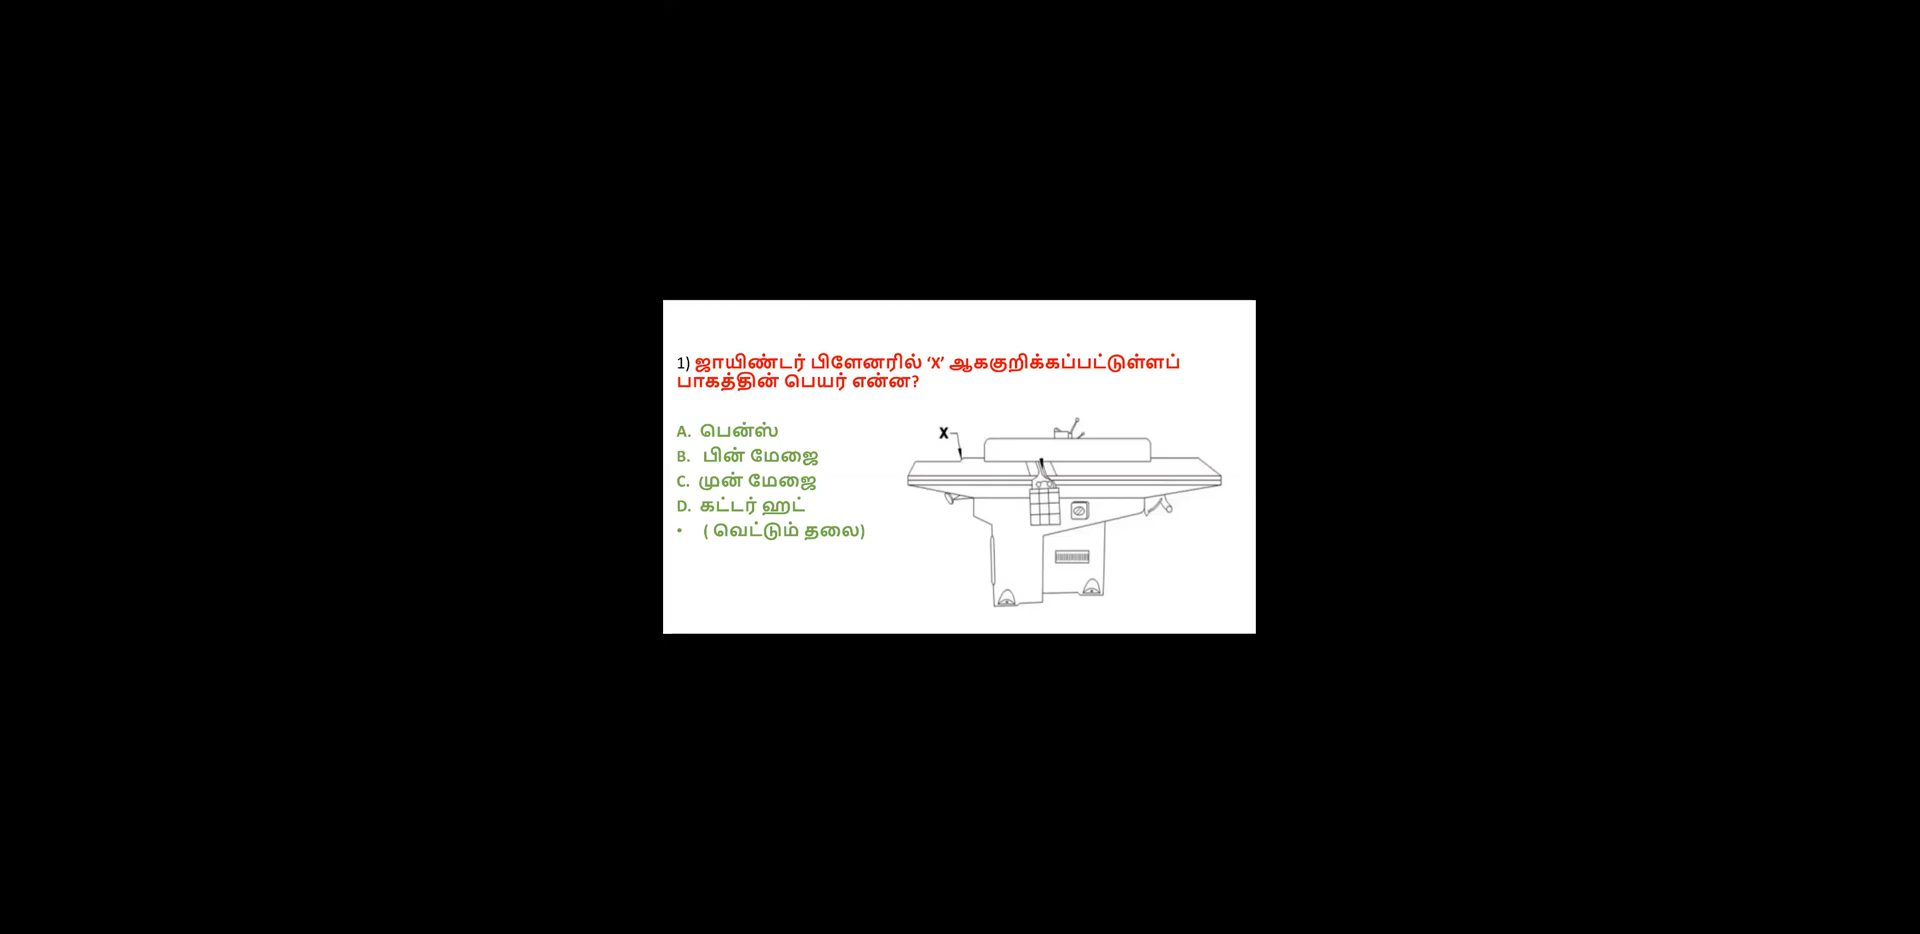 1) ஜாயிண்டர் பிளேனரில் ‘X’ ஆககுறிக்கப்பட்டுள்ளப்
பாகத்தின் பெயர் என்ன?
A. பென்ஸ்
B. பின் மேஜை
C. முன் மேஜை
D. கட்டர் ஹட்
• ( வெட்டும் தலை)
X